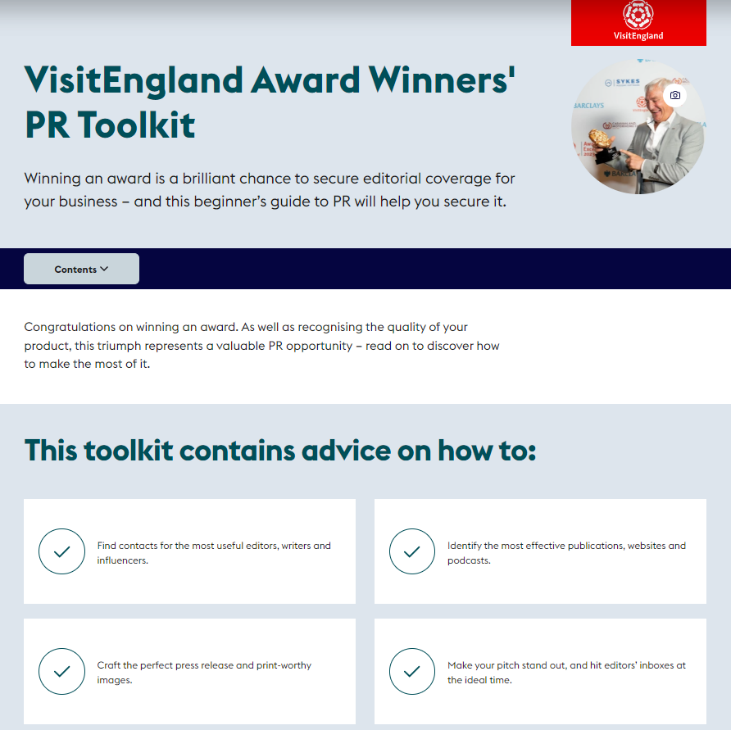 VisitEngland
VisitEngland Award Winners'
PR Toolkit
SYKES
BARCLAYS
Winning an award is a brilliant chance to secure editorial coverage for
your business – and this beginner's guide to PR will help you secure it.
Contents
Congratulations on winning an award. As well as recognising the quality of your
product, this triumph represents a valuable PR opportunity – read on to discover how
to make the most of it.
This toolkit contains advice on how to:
Find contacts for the most useful editors, writers and
influencers.
Identify the most effective publications, websites and
podcasts.
Craft the perfect press release and print-worthy
images.
Make your pitch stand out, and hit editors' inboxes at
the ideal time.